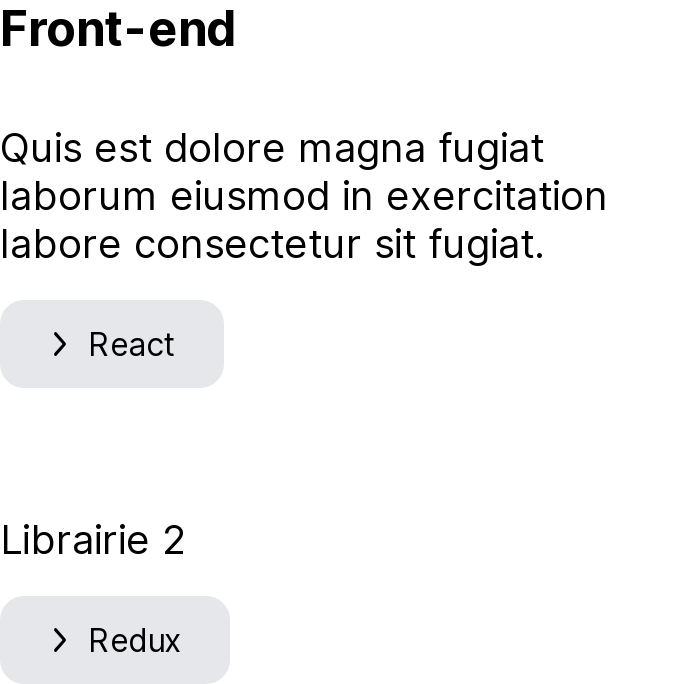 Front-end
Quis est dolore magna fugiat
laborum eiusmod in exercitation
labore consectetur sit fugiat.
React
Librairie 2
Redux